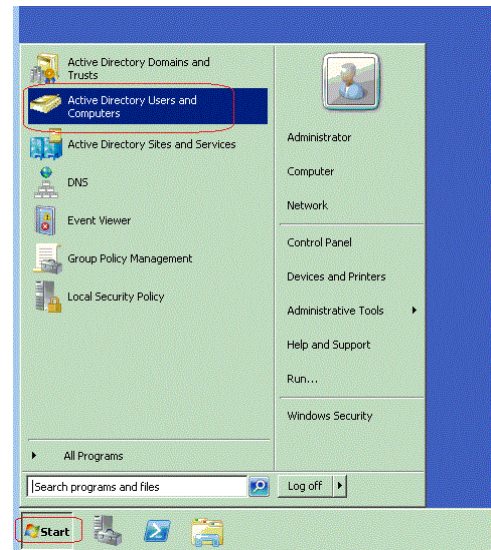 Active Directory Domains and
Trusts
Active Directory Users and
Computers
Active Directory Sites and Services
DNS
Event Viewer
Group Policy Management
Local Security Policy
All Programs
Search programs and files
Administrator
Computer
Network
Control Panel
Devices and Printers
Administrative Tools
Help and Support
Run...
Windows Security
Log off
Start